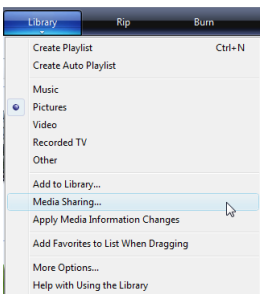 Library Rip Burn
Create Playlist Ctrl+N
Create Auto Playlist
Music
Pictures
Video
Recorded TV
Other
Add to Library...
Media Sharing...
Apply Media Information Changes
Add Favorites to List When Dragging
More Options...
Help with Using the Library